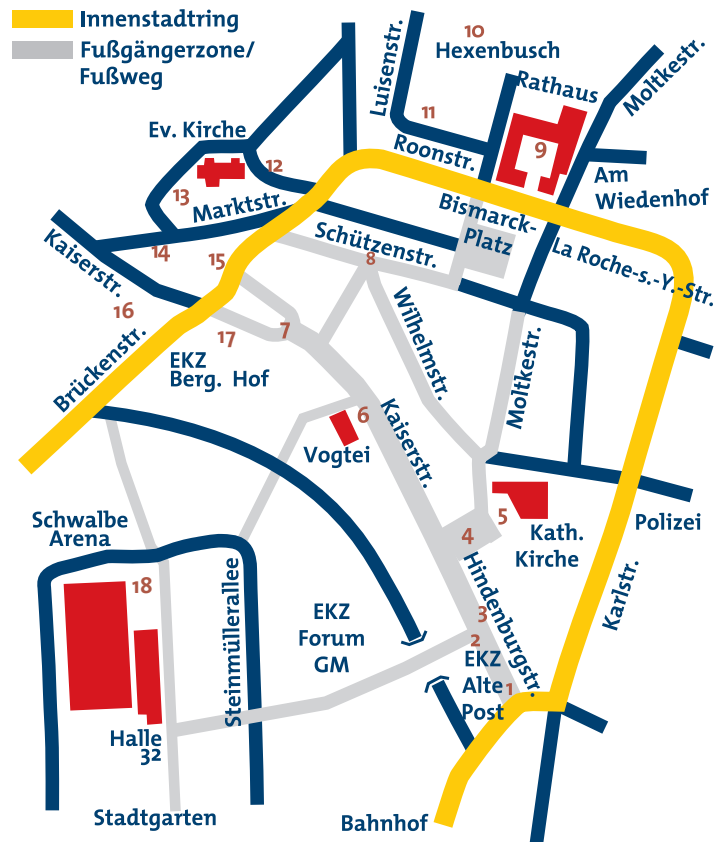 Innenstadtring
Fußgängerzone/
Fußweg
10
Hexenbusch
Luisenstr.
Rathaus
Moltkestr.
11
Ev. Kirche
Roonstr.
9
12
13
Am
Wiedenhof
Marktstr.
Bismarck-
Platz
Schützenstr.
La Roche-s.-Y.-Str.
Kaiserstr.
14
15
8
16
17
7
Wilhelmstr.
Brückenstr.
EKZ
Berg. Hof
Moltkestr.
Kaiserstr.
6
Vogtei
Schwalbe
Arena
4
5
Kath.
Kirche
Polizei
18
Steinmüllerallee
Hindenburgstr.
Karlstr.
EKZ
Forum
GM
3
2
EKZ
Alte
Post
1
Halle
32
Stadtgarten
Bahnhof